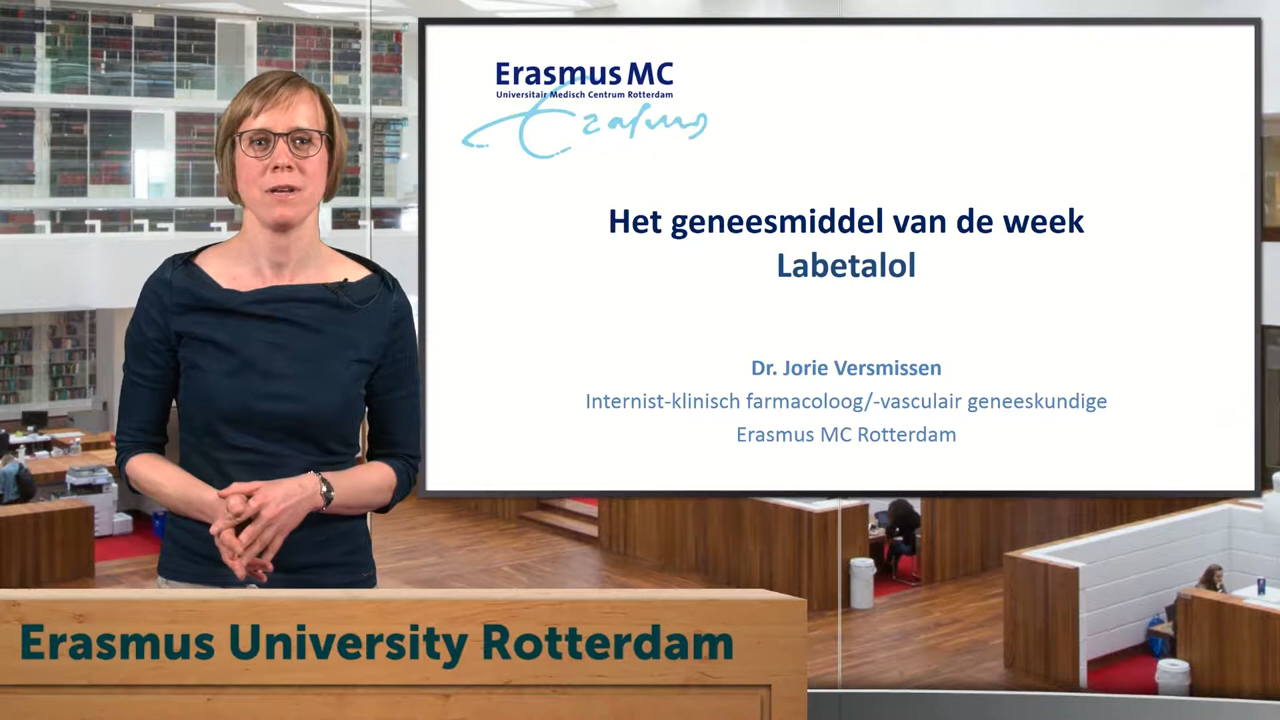 Erasmus MC
Universitair Medisch Centrum Rotterdam
Erasmus
Het geneesmiddel van de week
Labetalol
Dr. Jorie Versmissen
Internist-klinisch farmacoloog/-vasculair geneeskundige
Erasmus MC Rotterdam
Erasmus University Rotterdam